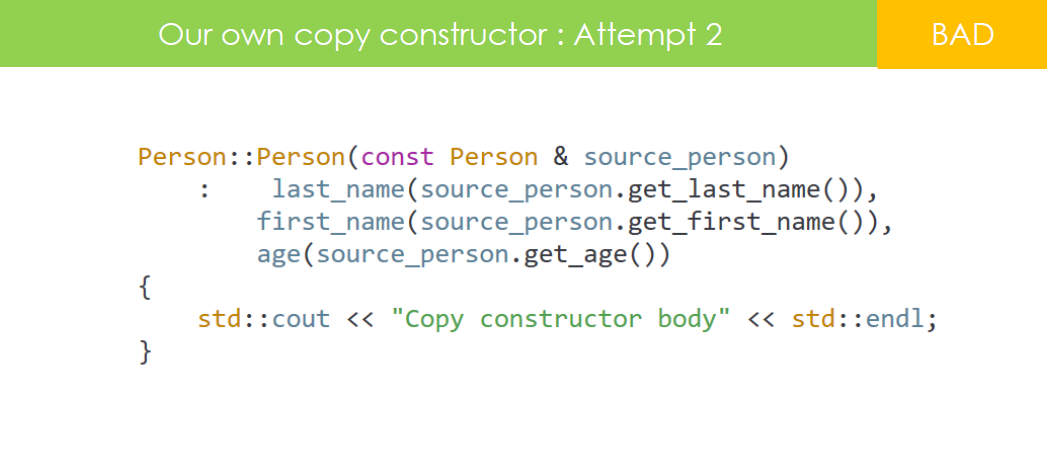 Our own copy constructor : Attempt 2
BAD
Person::Person(const Person & source_person)
    :    last_name(source_person.get_last_name()),
        first_name(source_person.get_first_name()),
        age(source_person.get_age())
{
    std::cout << "Copy constructor body" << std::endl;
}